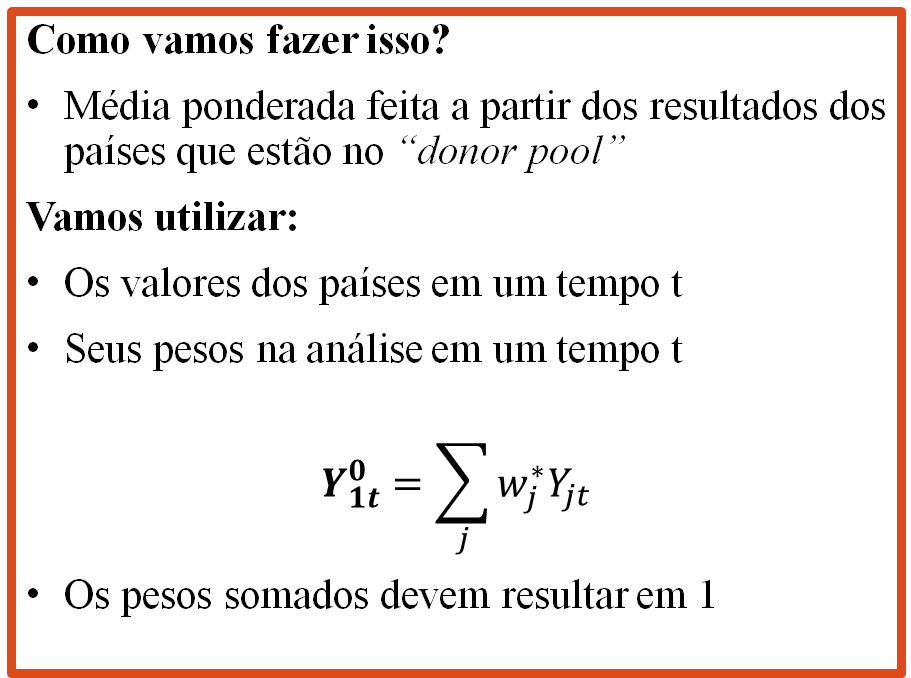 Como vamos fazer isso?
• Média ponderada feita a partir dos resultados dos
países que estão no “donor pool”
Vamos utilizar:
• Os valores dos países em um tempo t
• Seus pesos na análise em um tempo t
$Y_{1t}^{0} = \sum_{j} w_{j}^{*} Y_{jt}$
• Os pesos somados devem resultar em 1